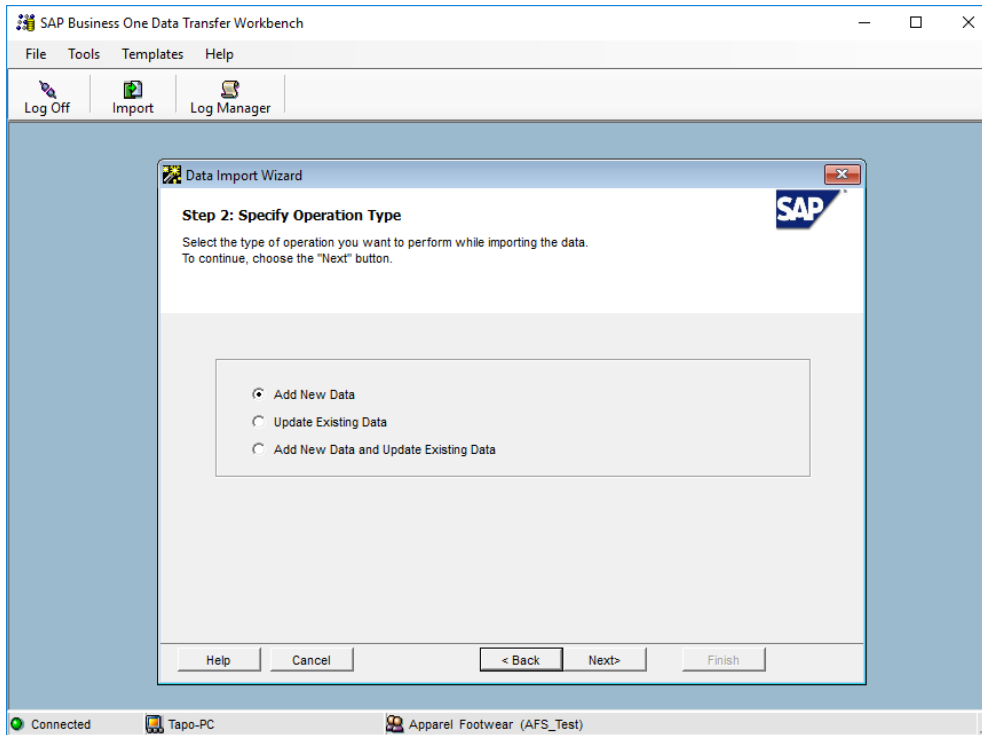 SAP Business One Data Transfer Workbench
File Tools Templates Help
Log Off Import Log Manager
Data Import Wizard
Step 2: Specify Operation Type
SAP
Select the type of operation you want to perform while importing the data.
To continue, choose the "Next" button.
Add New Data
Update Existing Data
Add New Data and Update Existing Data
Help Cancel < Back Next> Finish
Connected Tapo-PC Apparel Footwear (AFS_Test)